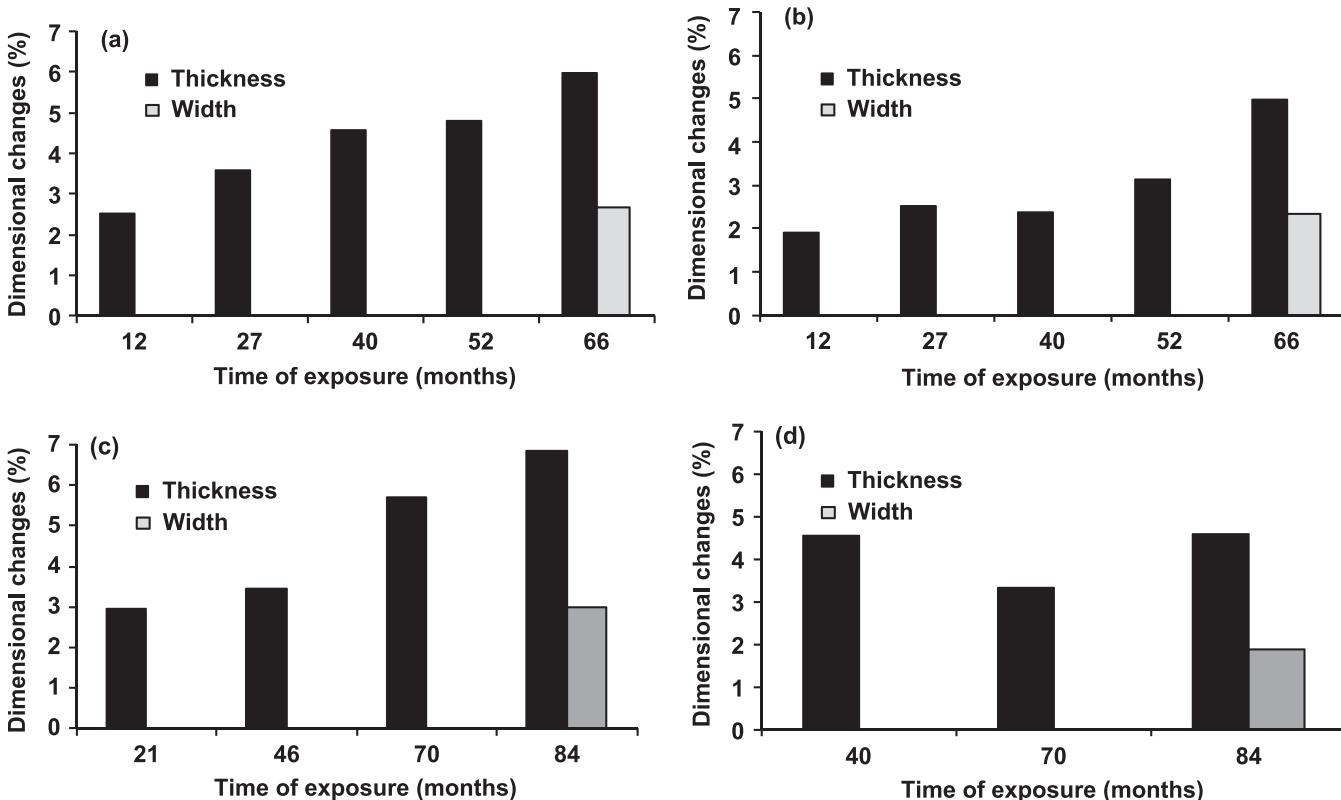 (a)
Dimensional changes (%)
7
6
5
4
3
2
1
0
Thickness
Width
12 27 40 52 66
Time of exposure (months)
(b)
Dimensional changes (%)
7
6
5
4
3
2
1
0
Thickness
Width
12 27 40 52 66
Time of exposure (months)
(c)
Dimensional changes (%)
7
6
5
4
3
2
1
0
Thickness
Width
21 46 70 84
Time of exposure (months)
(d)
Dimensional changes (%)
7
6
5
4
3
2
1
0
Thickness
Width
40 70 84
Time of exposure (months)